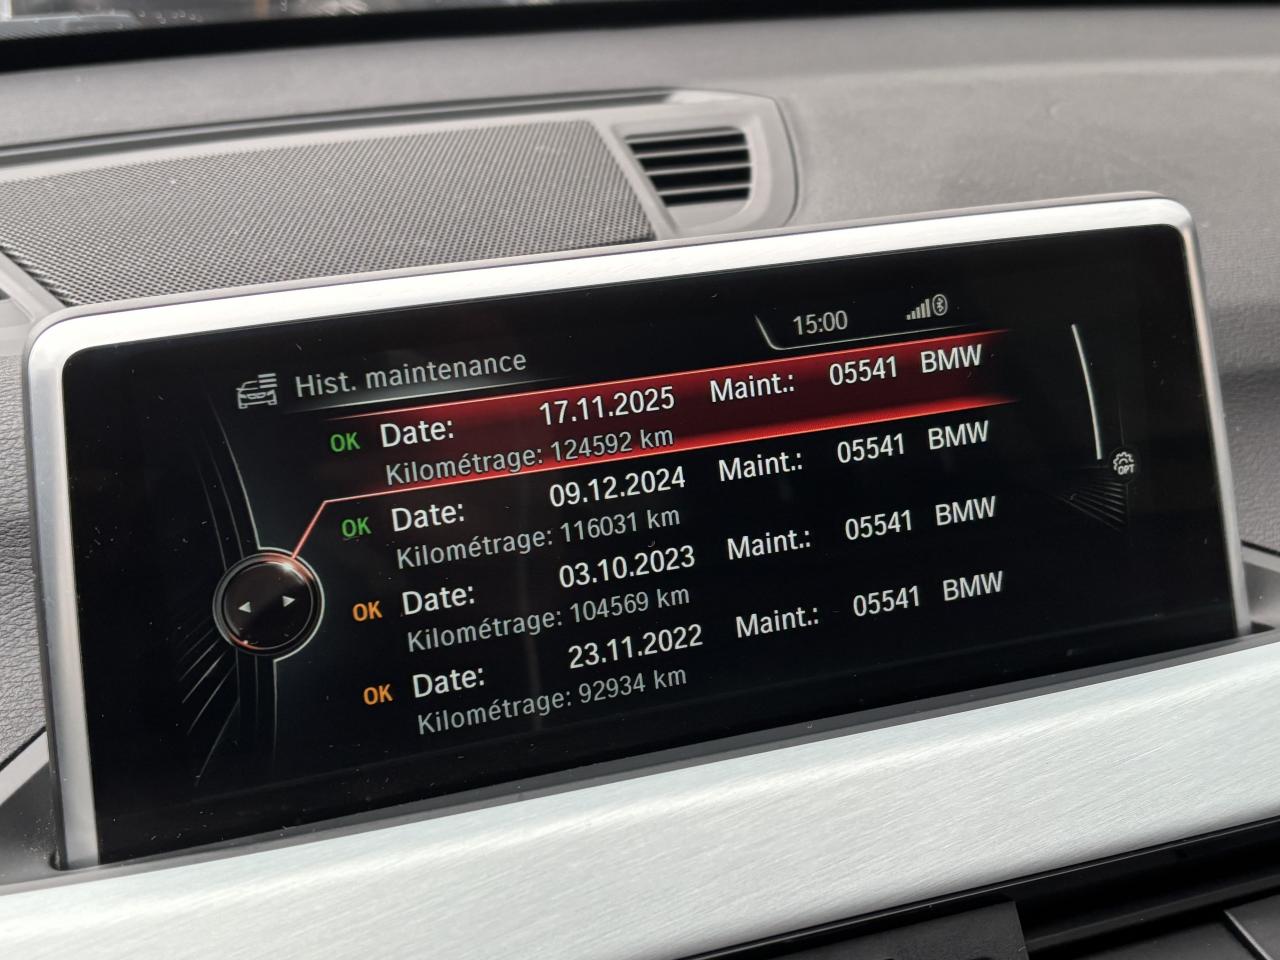 15:00
Hist. maintenance
OK Date: 17.11.2025 Maint.: 05541 BMW
Kilométrage: 124592 km
OK Date: 09.12.2024 Maint.: 05541 BMW
Kilométrage: 116031 km
OK Date: 03.10.2023 Maint.: 05541 BMW
Kilométrage: 104569 km
OK Date: 23.11.2022 Maint.: 05541 BMW
Kilométrage: 92934 km
OPT